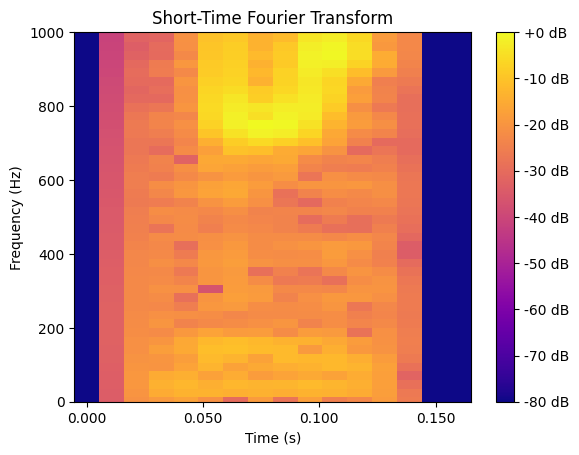 Short-Time Fourier Transform
1000
800
600
400
200
0
Frequency (Hz)
0.000
0.050
0.100
0.150
Time (s)
+0 dB
-10 dB
-20 dB
-30 dB
-40 dB
-50 dB
-60 dB
-70 dB
-80 dB